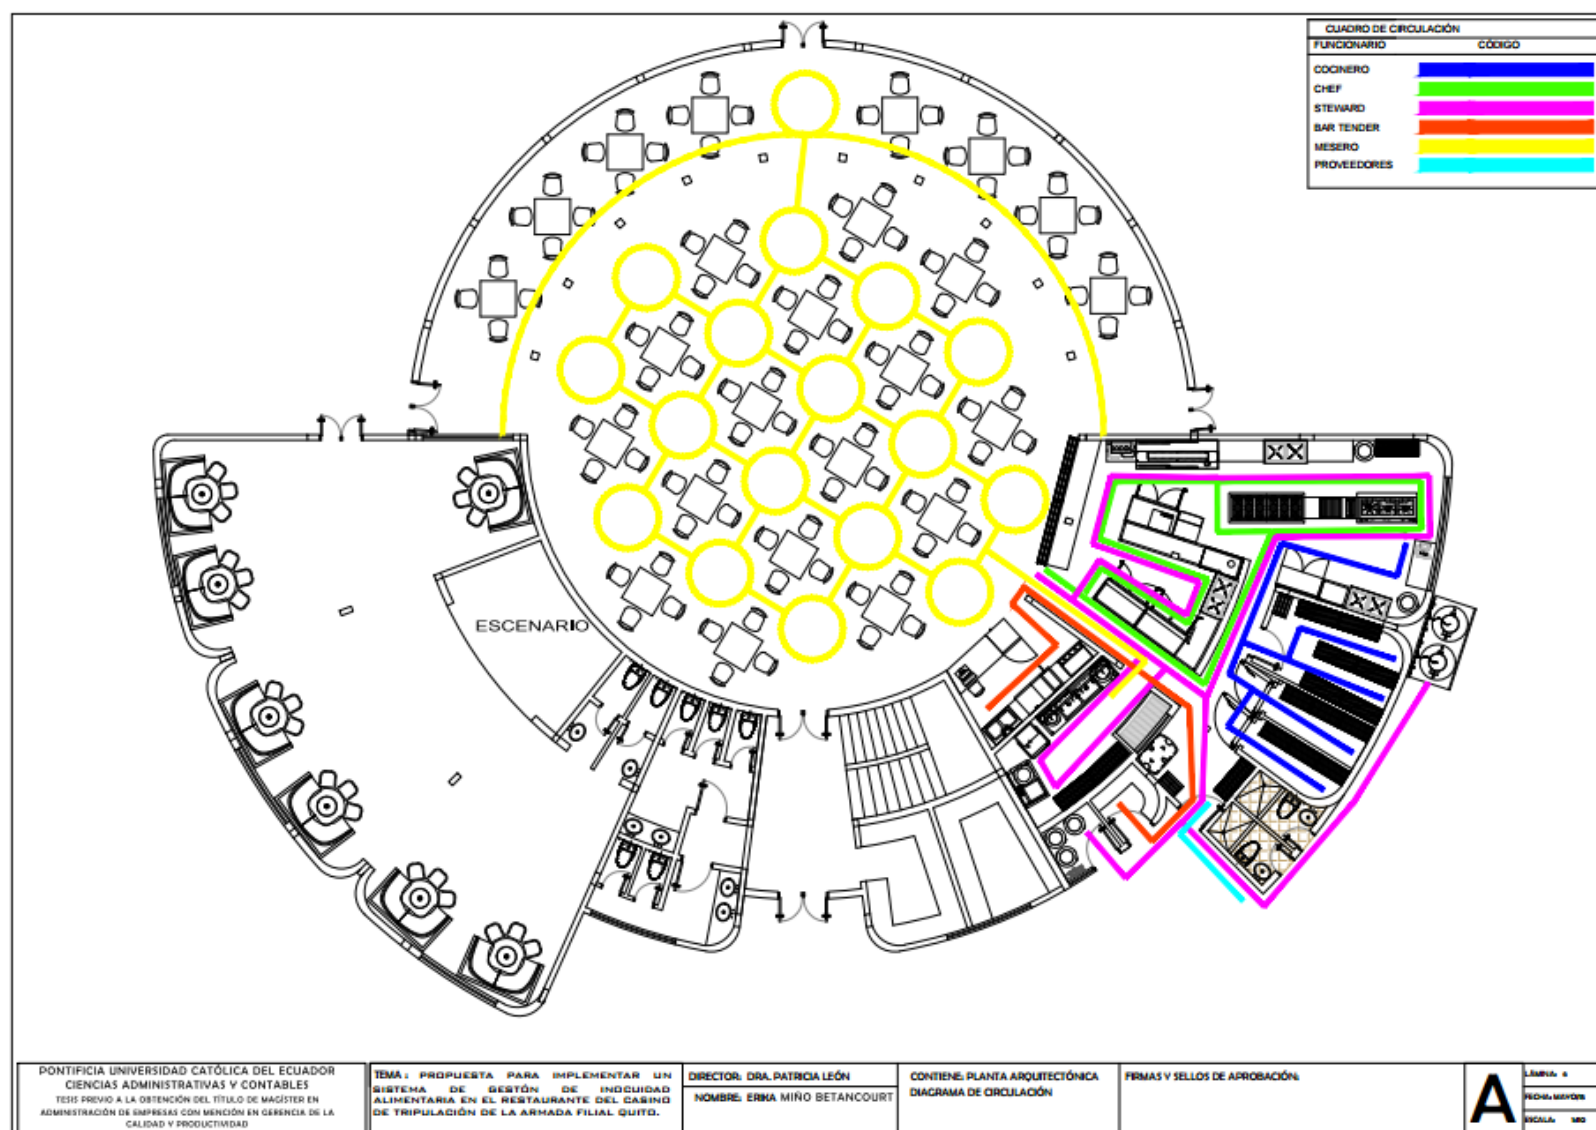 CUADRO DE CIRCULACIÓN
FUNCIONARIO CÓDIGO
COCINERO
CHEF
STEWARD
BAR TENDER
MESERO
PROVEEDORES
ESCENARIO
PONTIFICIA UNIVERSIDAD CATÓLICA DEL ECUADOR
CIENCIAS ADMINISTRATIVAS Y CONTABLES
TESIS PREVIO A LA OBTENCIÓN DEL TÍTULO DE MAGÍSTER EN
ADMINISTRACIÓN DE EMPRESAS CON MENCIÓN EN GERENCIA DE LA
CALIDAD Y PRODUCTIVIDAD
TEMA: PROPUESTA PARA IMPLEMENTAR UN
SISTEMA DE GESTÓN DE INOCUIDAD
ALIMENTARIA EN EL RESTAURANTE DEL CASINO
DE TRIPULACIÓN DE LA ARMADA FILIAL QUITO.
DIRECTOR: DRA. PATRICIA LEÓN
NOMBRE: ERIKA MIÑO BETANCOURT
CONTIENE: PLANTA ARQUITECTÓNICA
DIAGRAMA DE CIRCULACIÓN
FIRMAS Y SELLOS DE APROBACIÓN:
A
LÁMINA:
FECHA:
ESCALA: